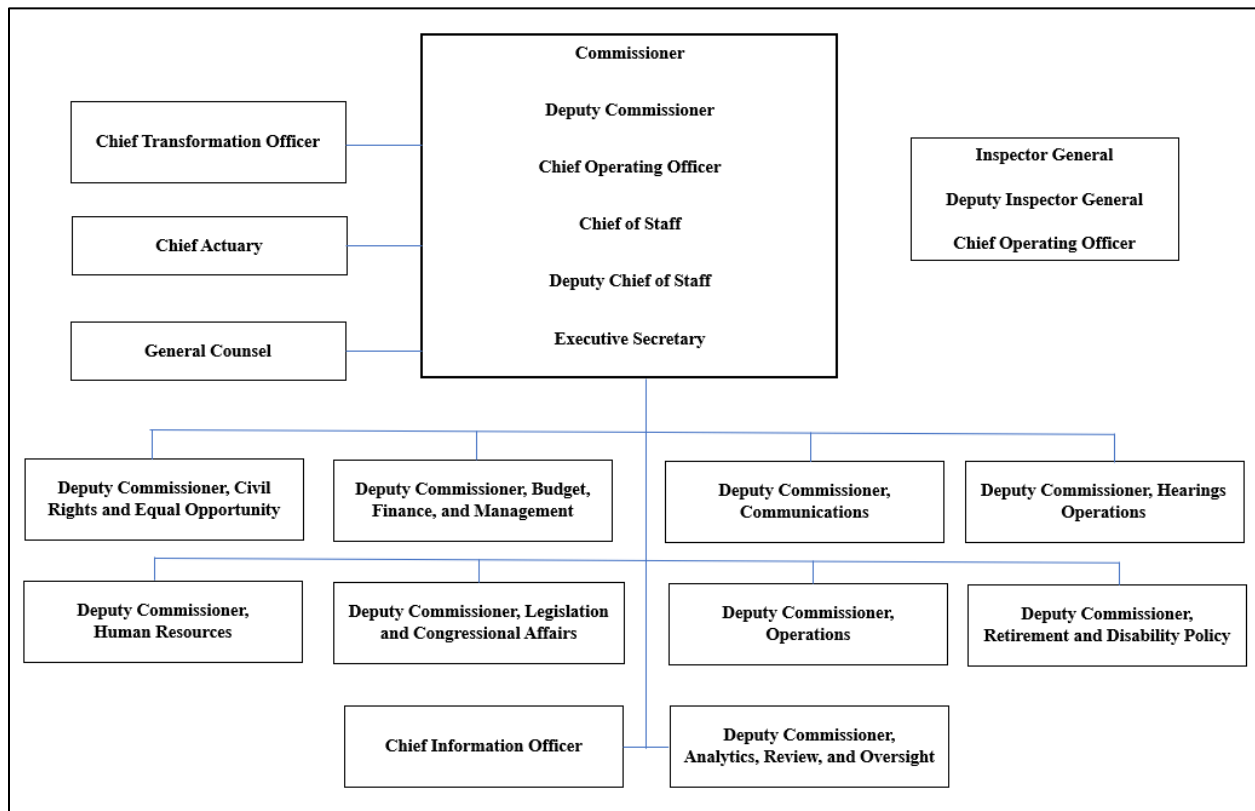 Commissioner
Deputy Commissioner
Chief Operating Officer
Chief of Staff
Deputy Chief of Staff
Executive Secretary
Chief Transformation Officer
Chief Actuary
General Counsel
Inspector General
Deputy Inspector General
Chief Operating Officer
Deputy Commissioner, Civil
Rights and Equal Opportunity
Deputy Commissioner, Budget,
Finance, and Management
Deputy Commissioner,
Communications
Deputy Commissioner, Hearings
Operations
Deputy Commissioner,
Human Resources
Deputy Commissioner, Legislation
and Congressional Affairs
Deputy Commissioner,
Operations
Deputy Commissioner,
Retirement and Disability Policy
Chief Information Officer
Deputy Commissioner,
Analytics, Review, and Oversight